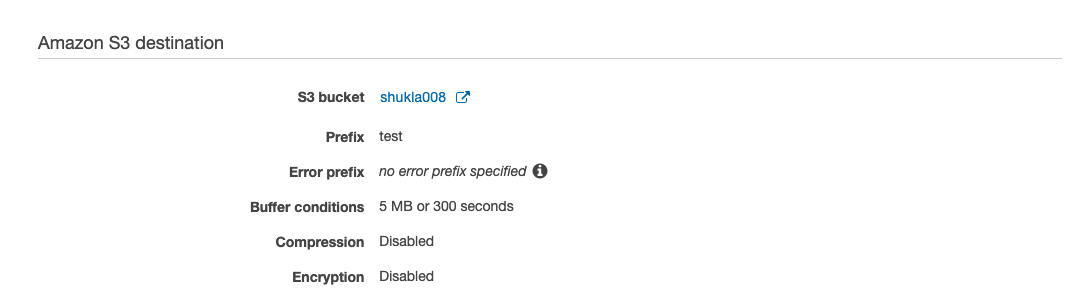 Amazon S3 destination
S3 bucket shukla008
Prefix test
Error prefix no error prefix specified
Buffer conditions 5 MB or 300 seconds
Compression Disabled
Encryption Disabled